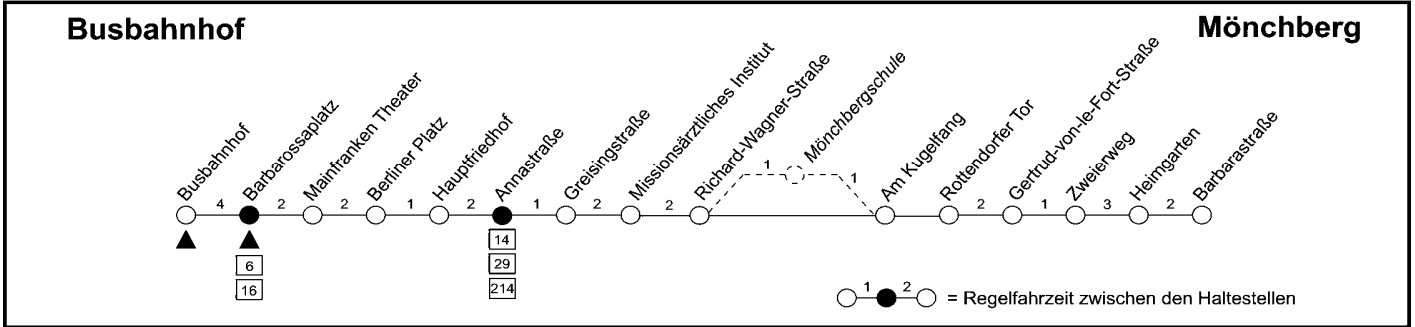 Busbahnhof
Mönchberg
Busbahnhof
Barbarossaplatz
Mainfranken Theater
Berliner Platz
Hauptfriedhof
Annastraße
Greisingstraße
Missionsärztliches Institut
Richard-Wagner-Straße
Mönchbergschule
Am Kugelfang
Rottendorfer Tor
Gertrud-von-le-Fort-Straße
Zweierweg
Heimgarten
Barbarastraße
1
1
4 2 2 1 2 1 2 2 2 1 3 2
6
16
14
29
214
1 2 = Regelfahrzeit zwischen den Haltestellen